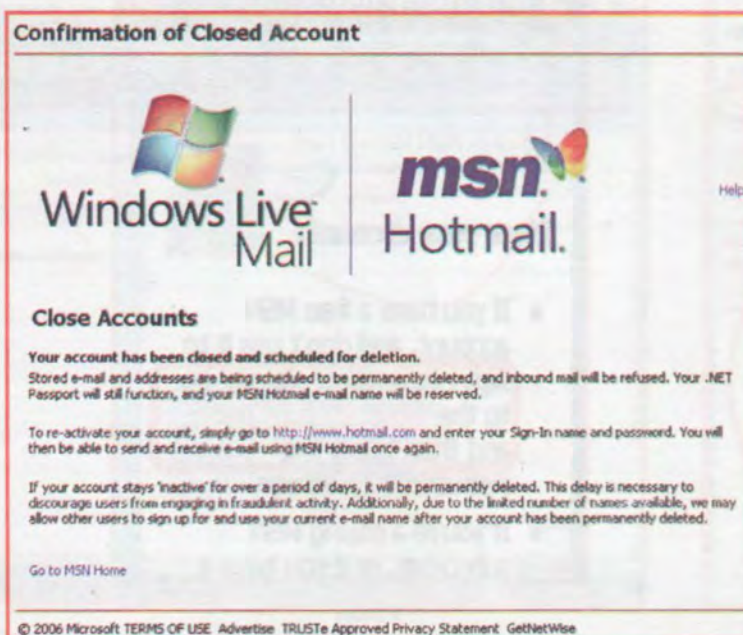 Confirmation of Closed Account
Windows Live
Mail
msn
Hotmail.
Help
Close Accounts
Your account has been closed and scheduled for deletion.
Stored e-mail and addresses are being scheduled to be permanently deleted, and inbound mail will be refused. Your .NET
Passport will still function, and your MSN Hotmail e-mail name will be reserved.
To re-activate your account, simply go to http://www.hotmail.com and enter your Sign-In name and password. You will
then be able to send and receive e-mail using MSN Hotmail once again.
If your account stays 'inactive' for over a period of days, it will be permanently deleted. This delay is necessary to
discourage users from engaging in fraudulent activity. Additionally, due to the limited number of names available, we may
allow other users to sign up for and use your current e-mail name after your account has been permanently deleted.
Go to MSN Home
© 2006 Microsoft TERMS OF USE Advertise TRUSTe Approved Privacy Statement GetNetWise